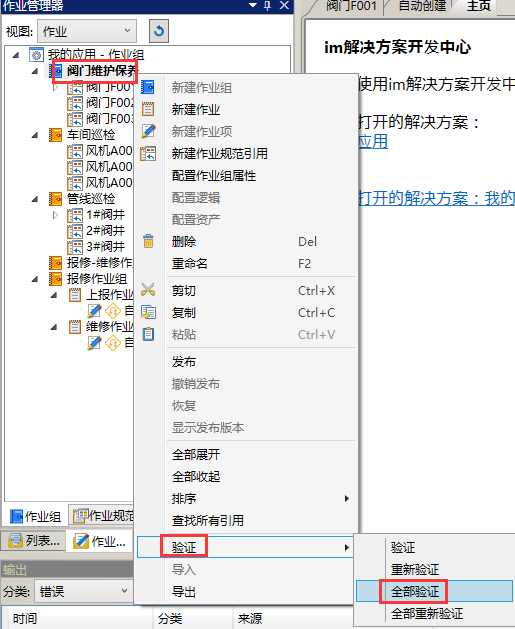 作业管理器
阀门F001
自动创建
主页
视图: 作业
im解决方案开发中心
我的应用 - 作业组
阀门维护保养
阀门F00
阀门F002
阀门F003
车间巡检
风机A00
风机A00
风机A00
管线巡检
1#阀井
2#阀井
3#阀井
报修-维修作
报修作业组
上报作业
自
维修作业
自
使用im解决方案开发中
打开的解决方案：
应用
打开的解决方案：我的
新建作业组
新建作业
新建作业项
新建作业规范引用
配置作业组属性
配置逻辑
配置资产
删除 Del
重命名 F2
剪切 Ctrl+X
复制 Ctrl+C
粘贴 Ctrl+V
发布
撤销发布
恢复
显示发布版本
全部展开
全部收起
排序
查找所有引用
验证
导入
导出
验证
重新验证
全部验证
全部重新验证
作业组
作业规范
列表...
作业...
输出
分类: 错误
时间
分类
来源